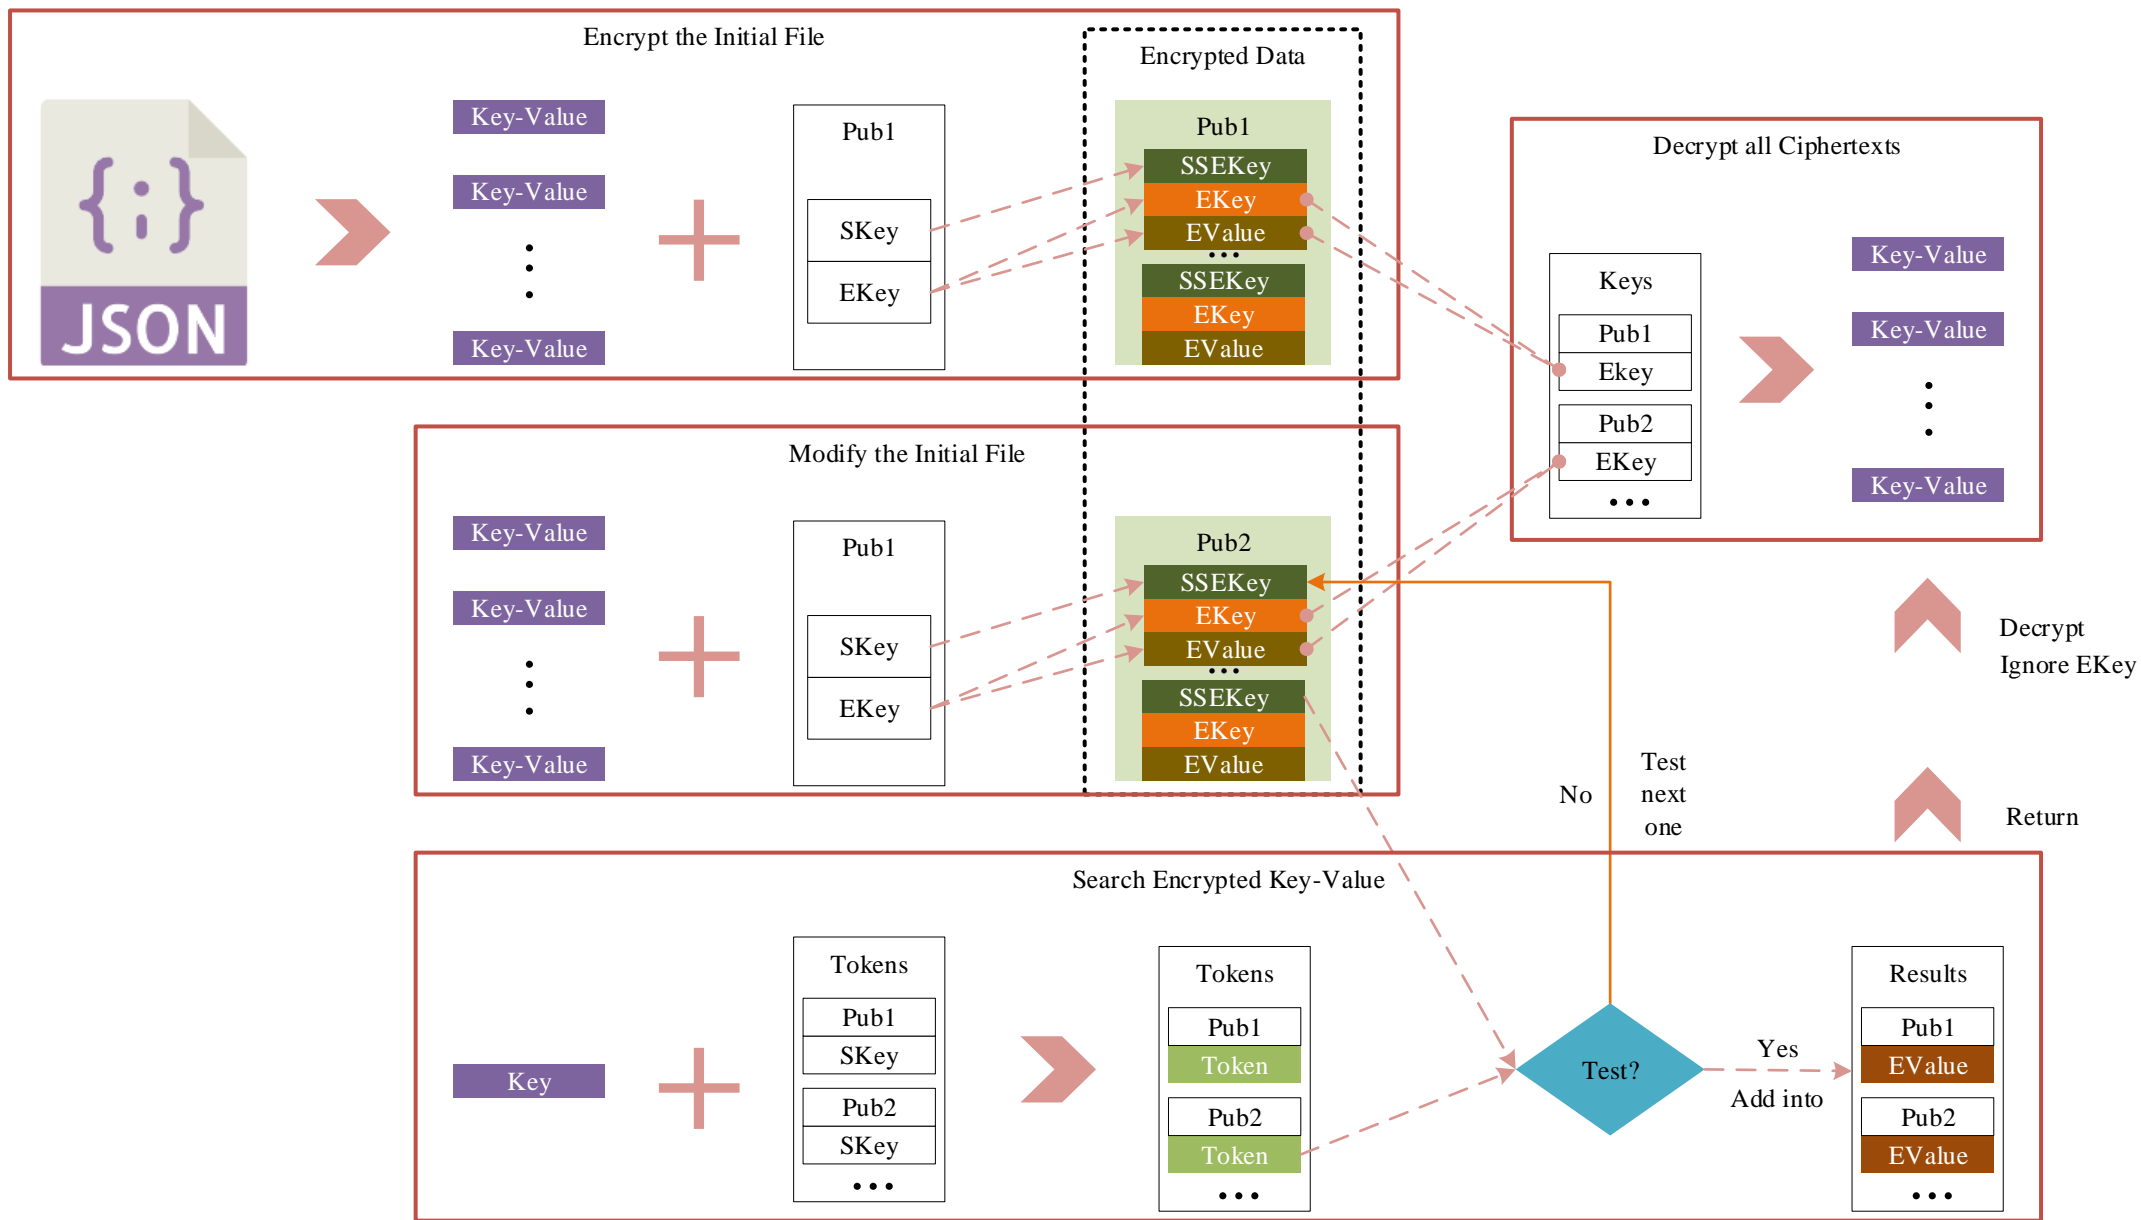 Encrypt the Initial File
{;}
JSON
Key-Value
Key-Value
Key-Value
Pub1
SKey
EKey
Encrypted Data
Pub1
SSEKey
EKey
EValue
...
SSEKey
EKey
EValue
Decrypt all Ciphertexts
Keys
Pub1
Ekey
Pub2
EKey
...
Key-Value
Key-Value
Key-Value
Modify the Initial File
Key-Value
Key-Value
Key-Value
Pub1
SKey
EKey
Pub2
SSEKey
EKey
EValue
...
SSEKey
EKey
EValue
Decrypt
Ignore EKey
No
Test
next
one
Return
Search Encrypted Key-Value
Key
Tokens
Pub1
SKey
Pub2
SKey
...
Tokens
Pub1
Token
Pub2
Token
...
Test?
Yes
Add into
Results
Pub1
EValue
Pub2
EValue
...